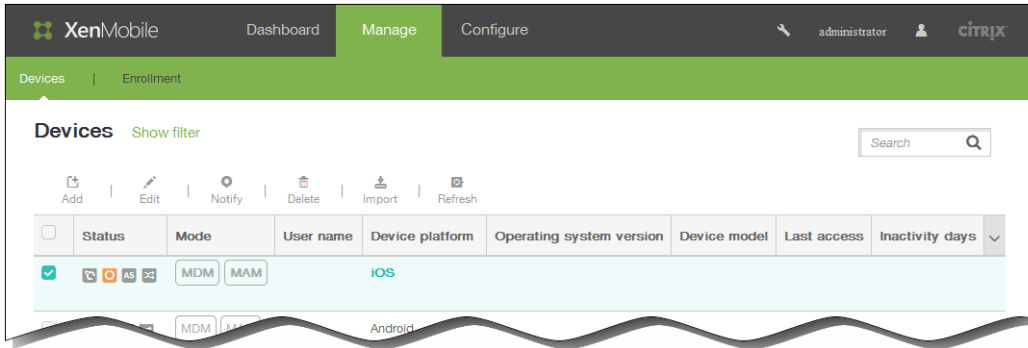 XenMobile Dashboard Manage Configure administrator CİTRIX
Devices | Enrollment
Devices Show filter
Search
Add | Edit | Notify | Delete | Import | Refresh
Status Mode User name Device platform Operating system version Device model Last access Inactivity days
AS MDM MAM iOS
MDM Android